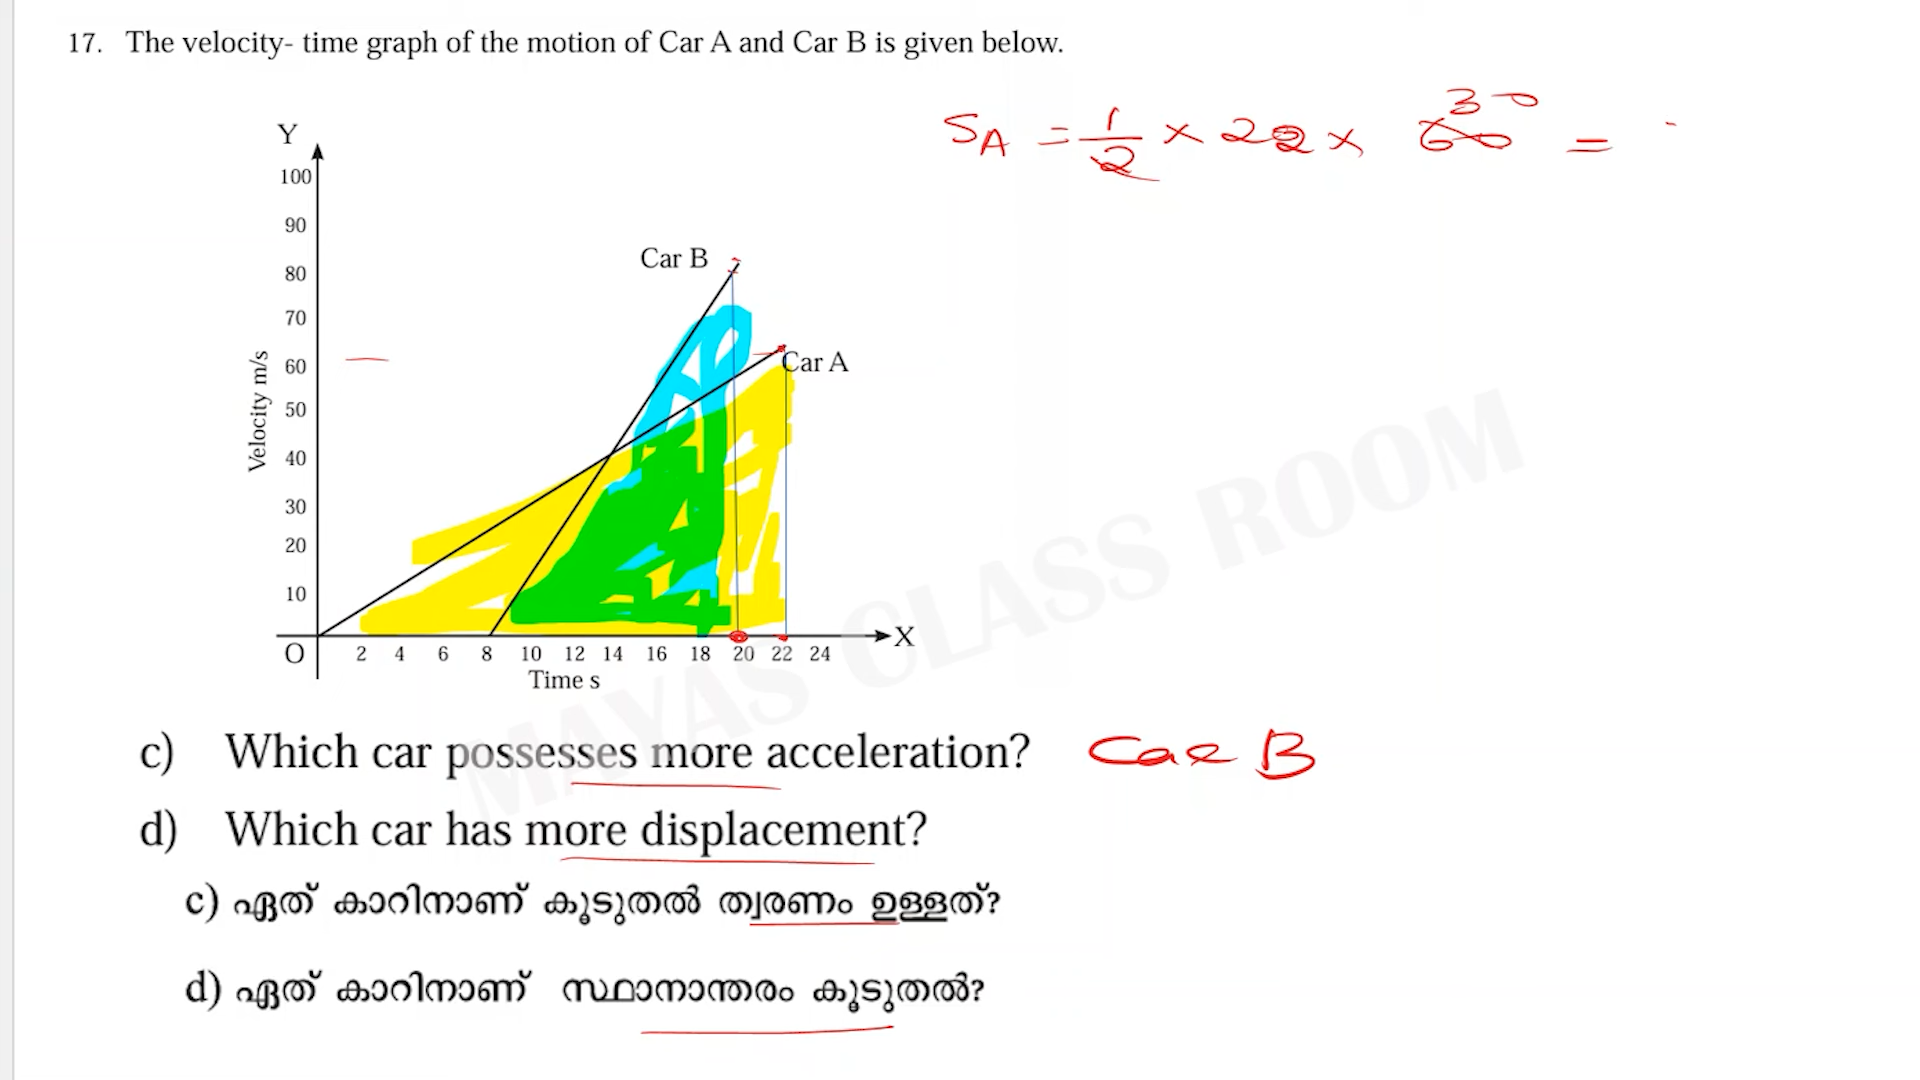 17. The velocity- time graph of the motion of Car A and Car B is given below.
S_A = 1/2 × 22 × 60 30 =
Y
100
90
80
70
60
50
40
30
20
10
Velocity m/s
Car B
Car A
O 2 4 6 8 10 12 14 16 18 20 22 24 X
Time s
MAYAS CLASS ROOM
c) Which car possesses more acceleration? Car B
d) Which car has more displacement?
c) ഏത് കാറിനാണ് കൂടുതൽ ത്വരണം ഉള്ളത്?
d) ഏത് കാറിനാണ് സ്ഥാനാന്തരം കൂടുതൽ?